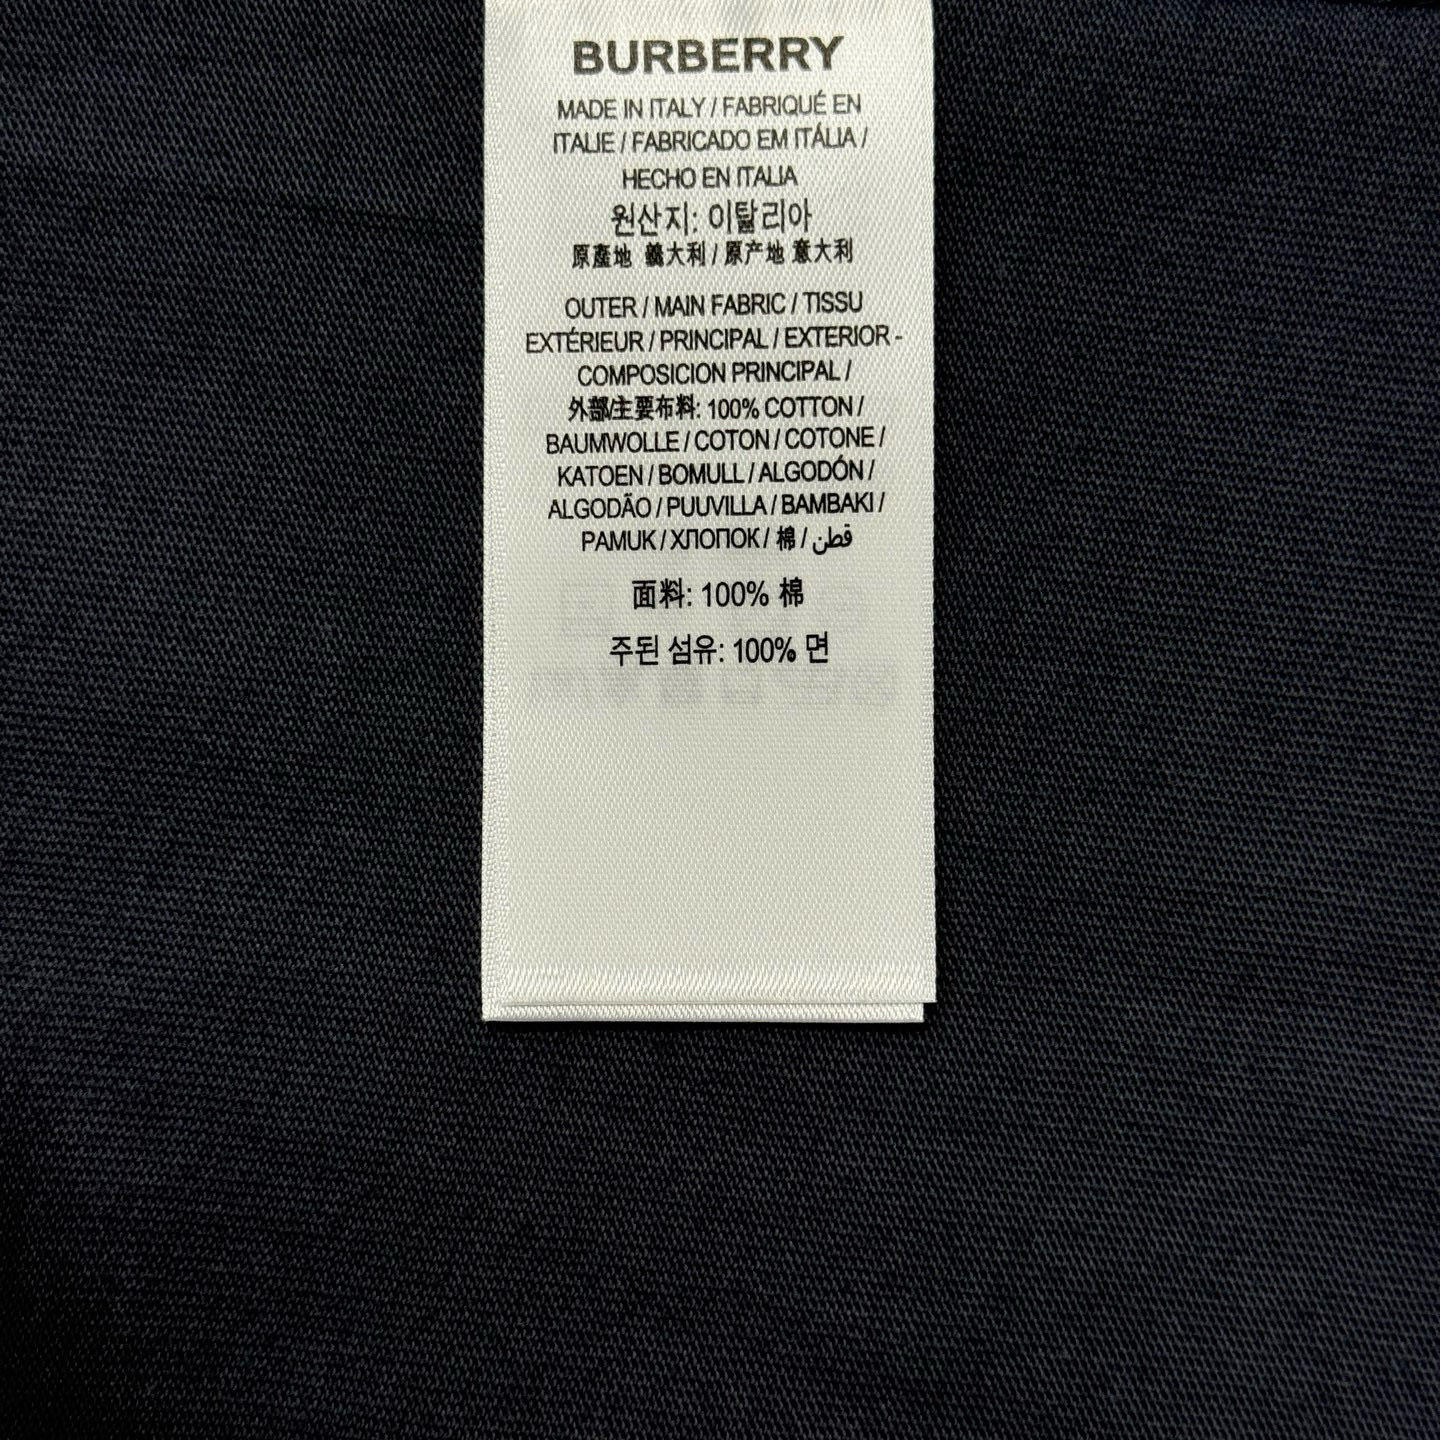 BURBERRY
MADE IN ITALY / FABRIQUÉ EN
ITALIE / FABRICADO EM ITÁLIA /
HECHO EN ITALIA
원산지: 이탈리아
原產地 義大利 / 原产地 意大利
OUTER / MAIN FABRIC / TISSU
EXTÉRIEUR / PRINCIPAL / EXTERIOR -
COMPOSICION PRINCIPAL /
外部/主要布料: 100% COTTON /
BAUMWOLLE / COTON / COTONE /
KATOEN / BOMULL / ALGODÓN /
ALGODÃO / PUUVILLA / BAMBAKI /
PAMUK / ХЛОПОК / 棉 / قطن
面料: 100% 棉
주된 섬유: 100% 면